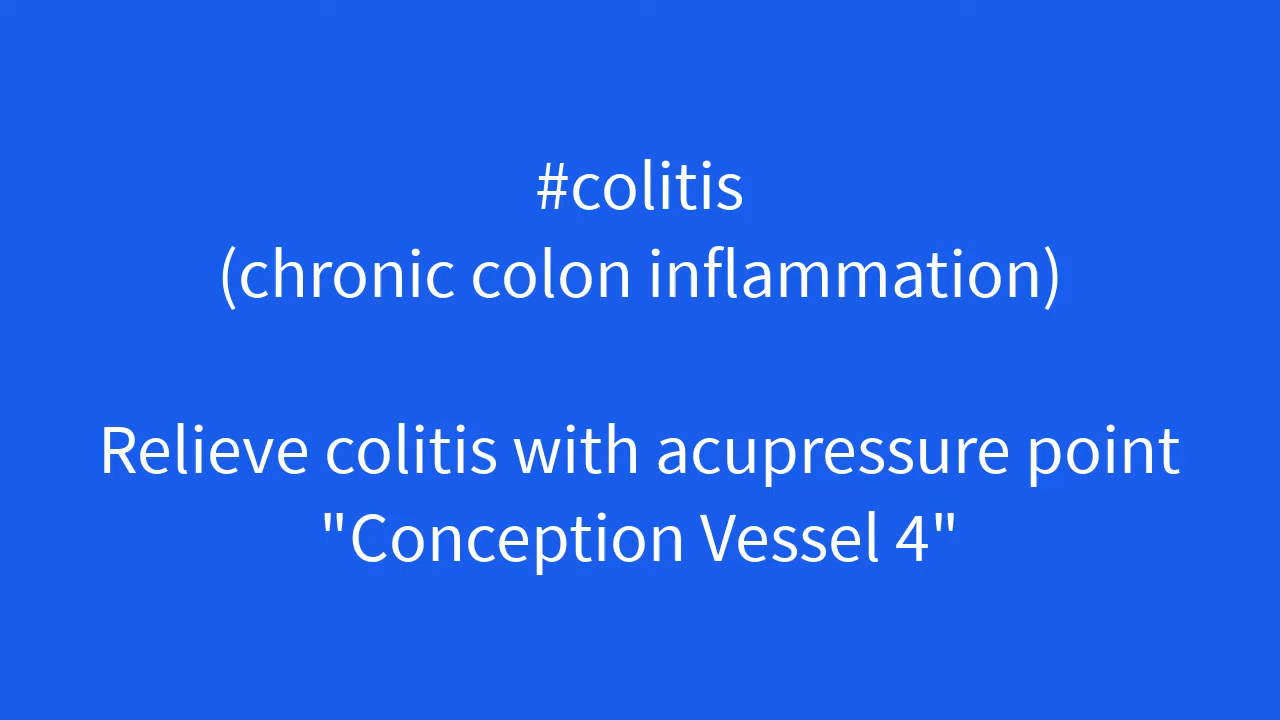 #colitis
(chronic colon inflammation)
Relieve colitis with acupressure point
"Conception Vessel 4"